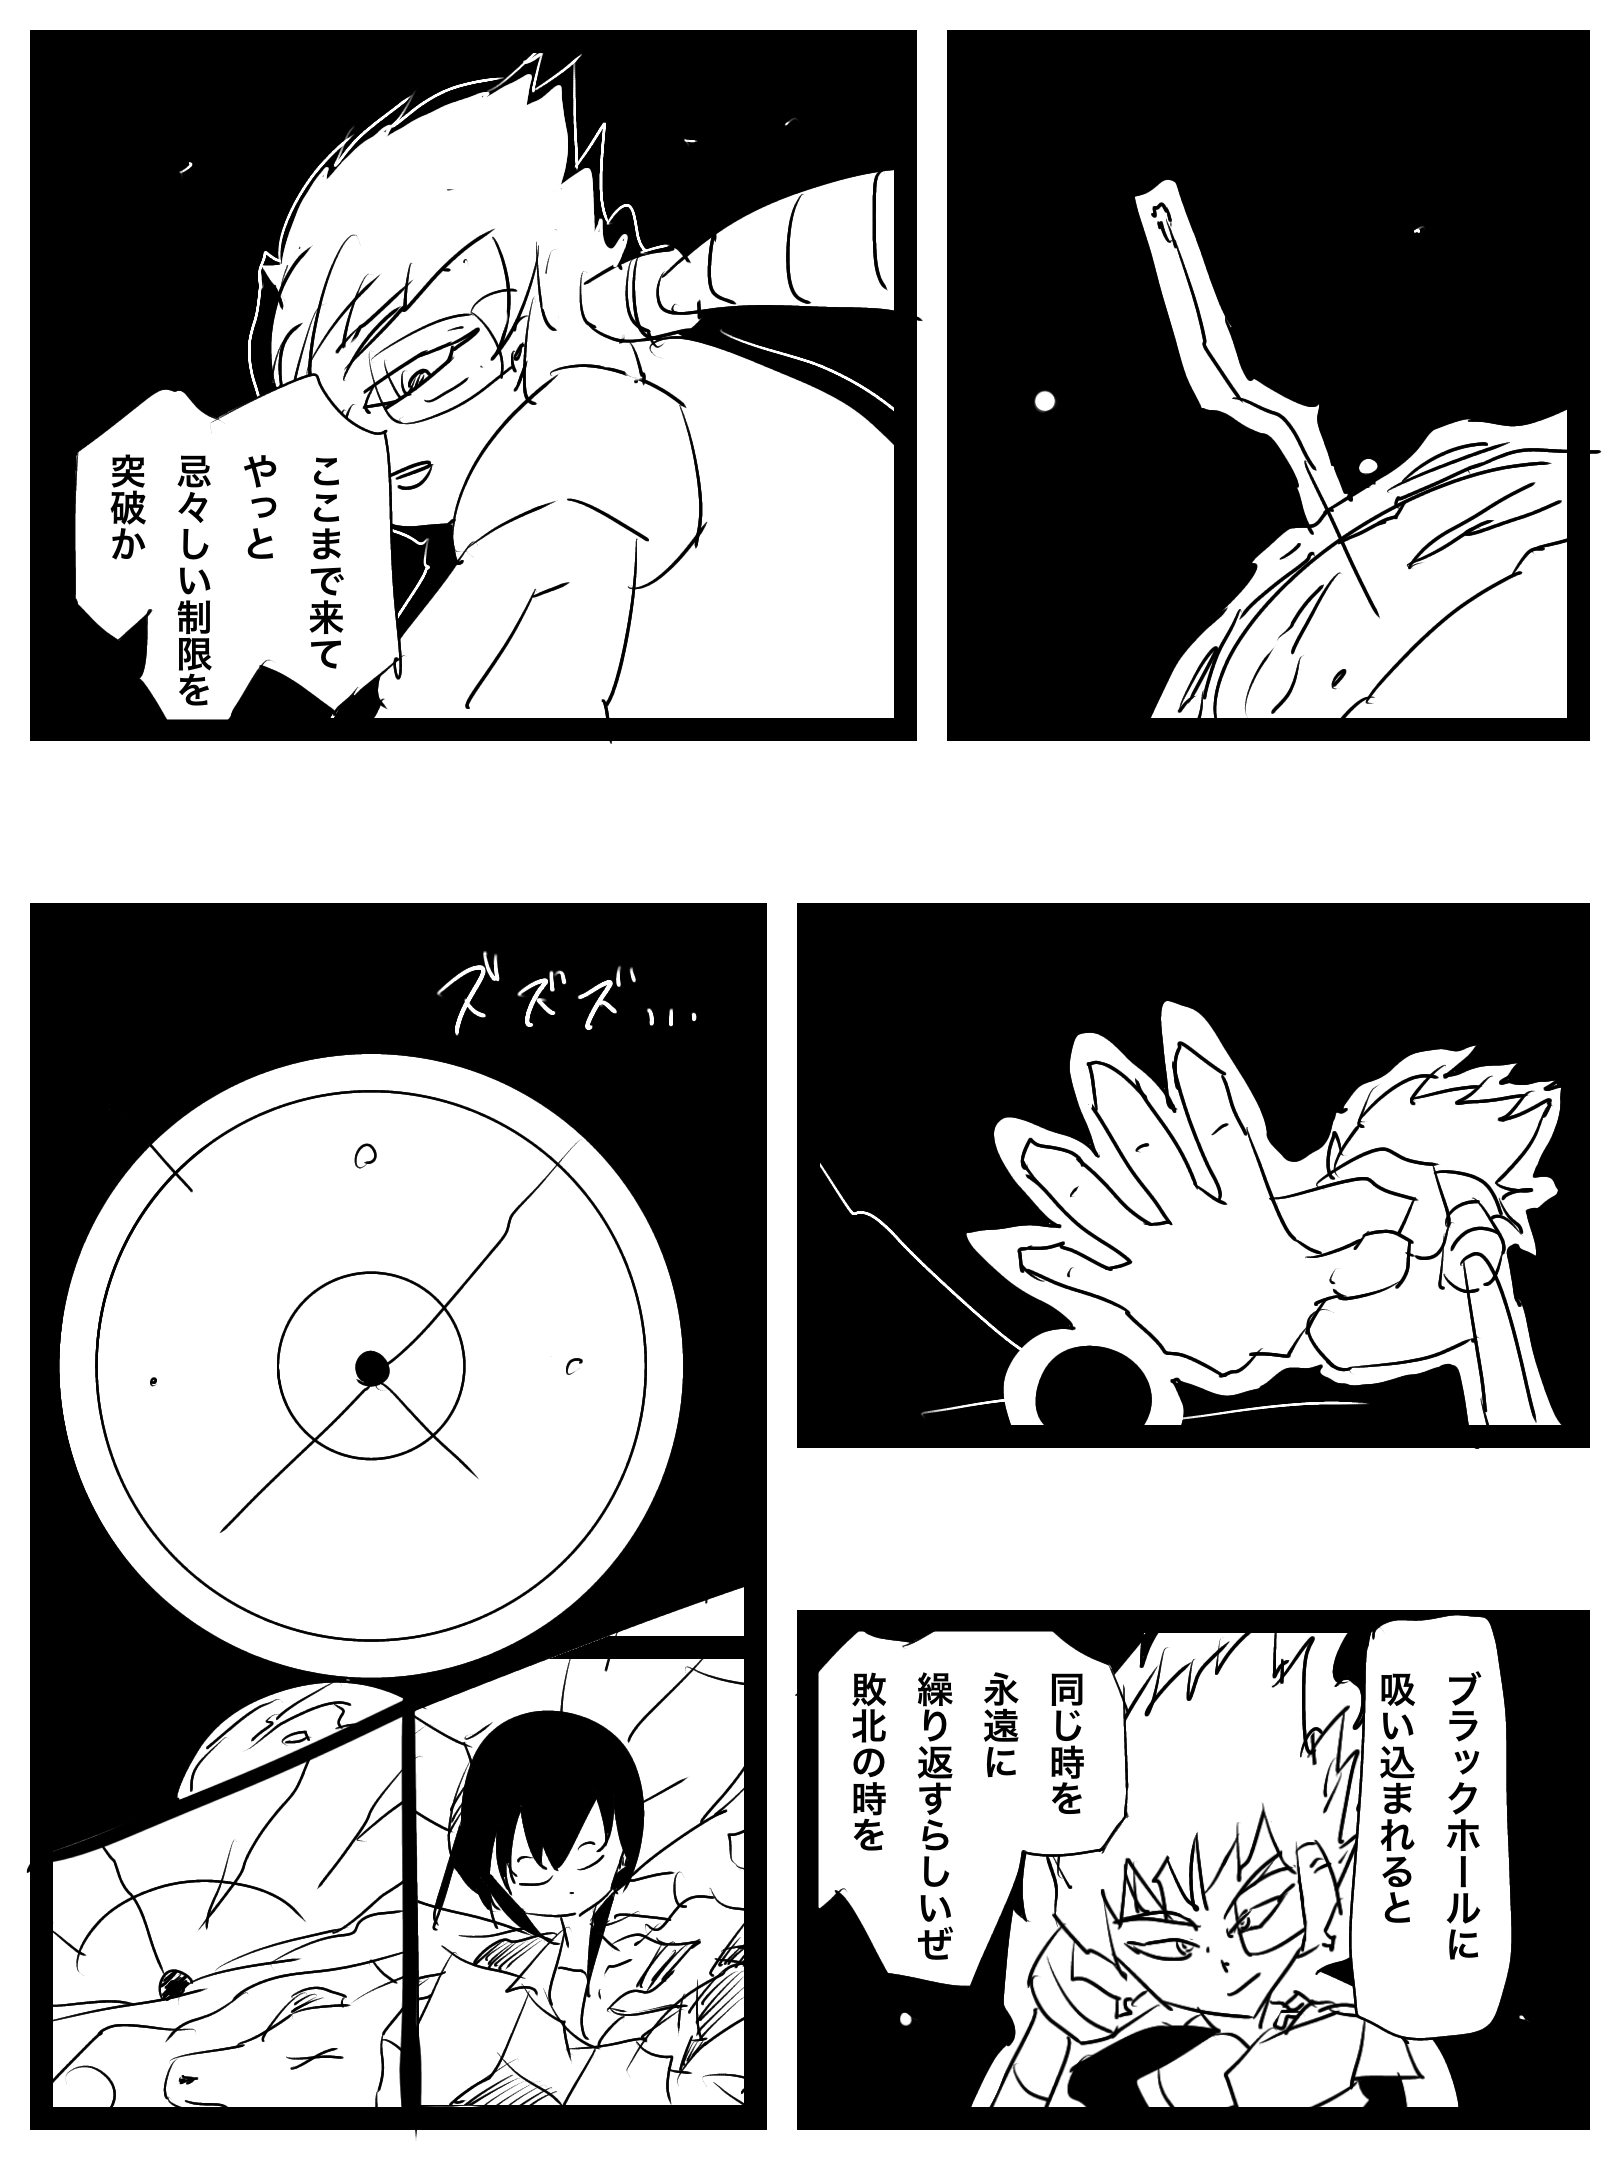 ここまで来て
やっと
忌々しい制限を
突破か
ブラックホールに
吸い込まれると
同じ時を
永遠に
繰り返すらしいぜ
敗北の時を
ズズズ...